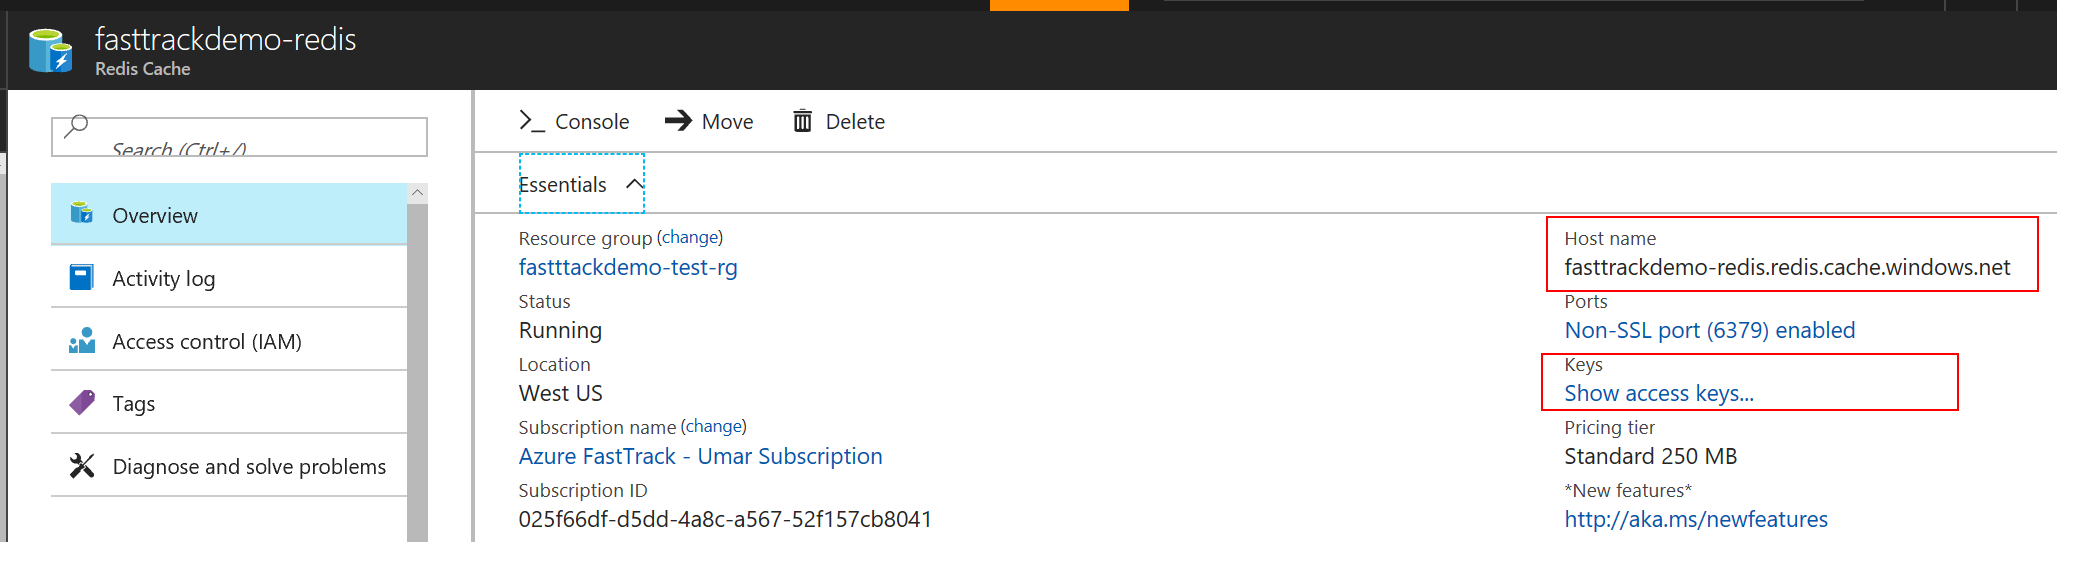 fasttrackdemo-redis
Redis Cache
Search (Ctrl+/)
Overview
Activity log
Access control (IAM)
Tags
Diagnose and solve problems
Console Move Delete
Essentials
Resource group (change)
fastttackdemo-test-rg
Status
Running
Location
West US
Subscription name (change)
Azure FastTrack - Umar Subscription
Subscription ID
025f66df-d5dd-4a8c-a567-52f157cb8041
Host name
fasttrackdemo-redis.redis.cache.windows.net
Ports
Non-SSL port (6379) enabled
Keys
Show access keys...
Pricing tier
Standard 250 MB
*New features*
http://aka.ms/newfeatures